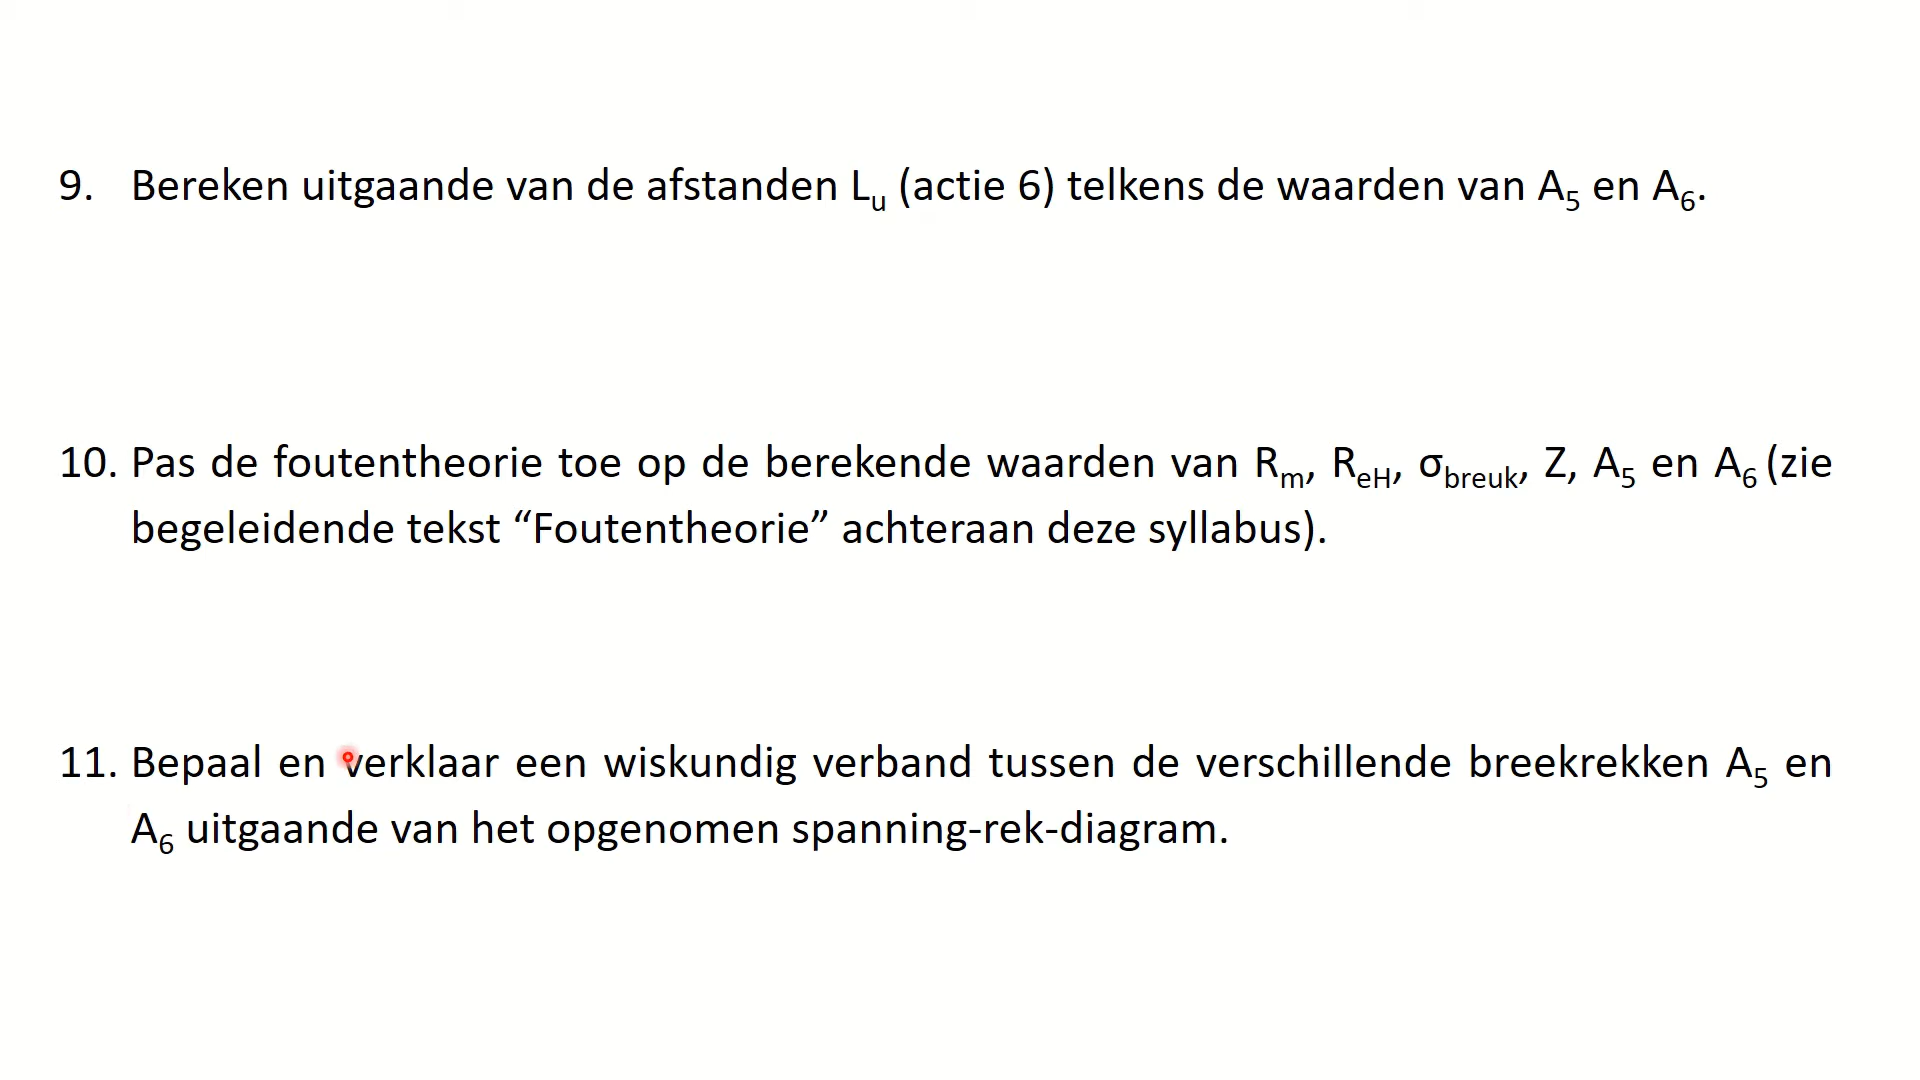 9. Bereken uitgaande van de afstanden Lu (actie 6) telkens de waarden van A5 en A6.
10. Pas de foutentheorie toe op de berekende waarden van Rm, ReH, σbreuk, Z, A5 en A6 (zie
begeleidende tekst “Foutentheorie” achteraan deze syllabus).
11. Bepaal en verklaar een wiskundig verband tussen de verschillende breekrekken A5 en
A6 uitgaande van het opgenomen spanning-rek-diagram.